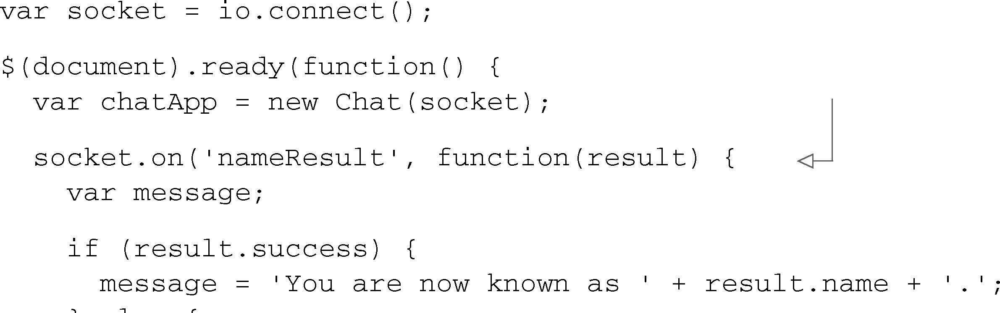 var socket = io.connect();
$(document).ready(function() {
var chatApp = new Chat(socket);
socket.on('nameResult', function(result) {
var message;
if (result.success) {
message = 'You are now known as ' + result.name + '.';